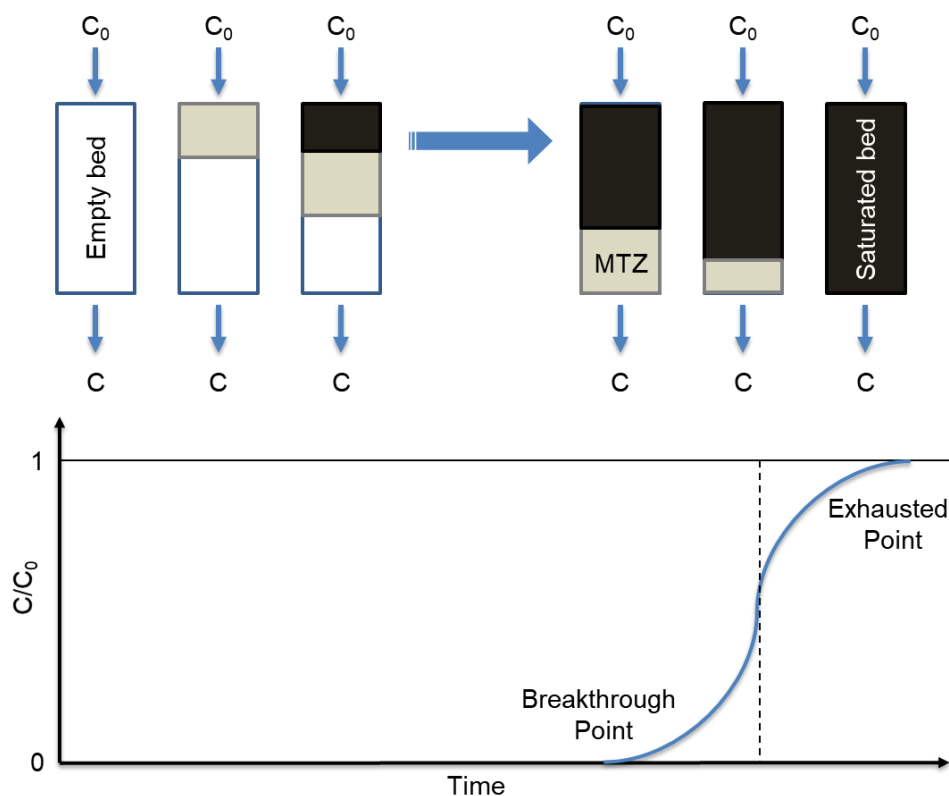 C₀ C₀ C₀ C₀ C₀ C₀
Empty bed
MTZ
Saturated bed
C C C C C C
1
C/C₀
Exhausted
Point
Breakthrough
Point
0
Time